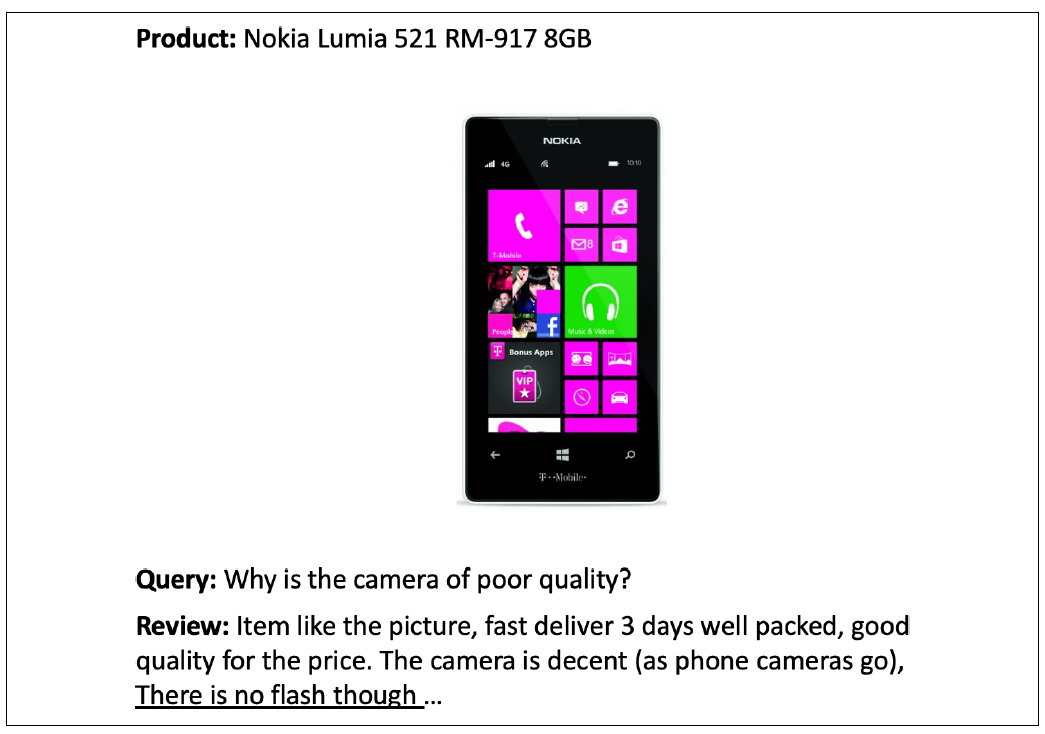 Product: Nokia Lumia 521 RM-917 8GB
NOKIA
4G
10:10
8
T-Mobile
People
f
Music & Videos
T
Bonus Apps
VIP
T··Mobile·
Query: Why is the camera of poor quality?
Review: Item like the picture, fast deliver 3 days well packed, good
quality for the price. The camera is decent (as phone cameras go),
There is no flash though ...